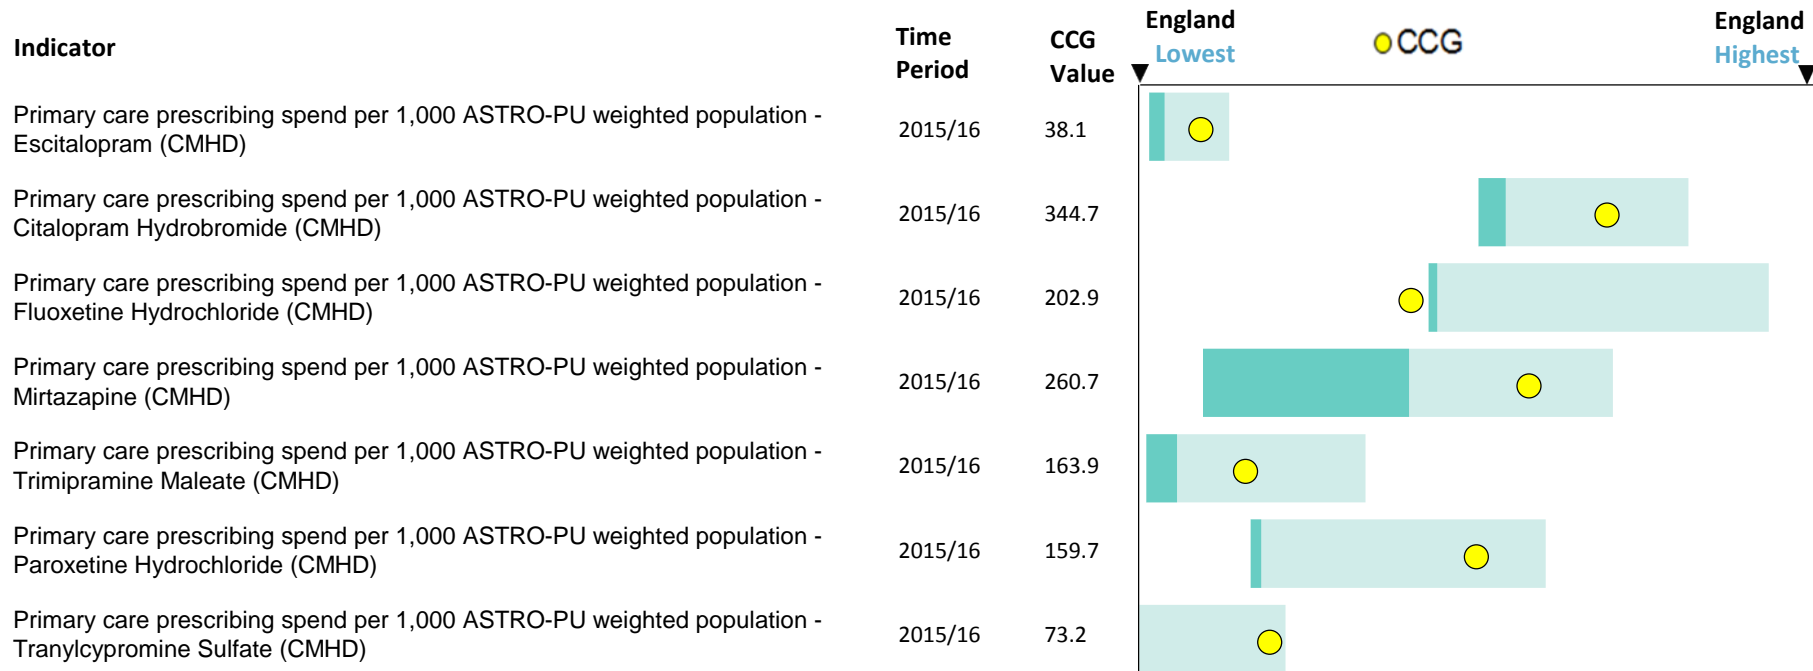 Indicator
Time Period
CCG Value
England Lowest
CCG
England Highest
Primary care prescribing spend per 1,000 ASTRO-PU weighted population -
Escitalopram (CMHD)
2015/16
38.1
Primary care prescribing spend per 1,000 ASTRO-PU weighted population -
Citalopram Hydrobromide (CMHD)
2015/16
344.7
Primary care prescribing spend per 1,000 ASTRO-PU weighted population -
Fluoxetine Hydrochloride (CMHD)
2015/16
202.9
Primary care prescribing spend per 1,000 ASTRO-PU weighted population -
Mirtazapine (CMHD)
2015/16
260.7
Primary care prescribing spend per 1,000 ASTRO-PU weighted population -
Trimipramine Maleate (CMHD)
2015/16
163.9
Primary care prescribing spend per 1,000 ASTRO-PU weighted population -
Paroxetine Hydrochloride (CMHD)
2015/16
159.7
Primary care prescribing spend per 1,000 ASTRO-PU weighted population -
Tranylcypromine Sulfate (CMHD)
2015/16
73.2